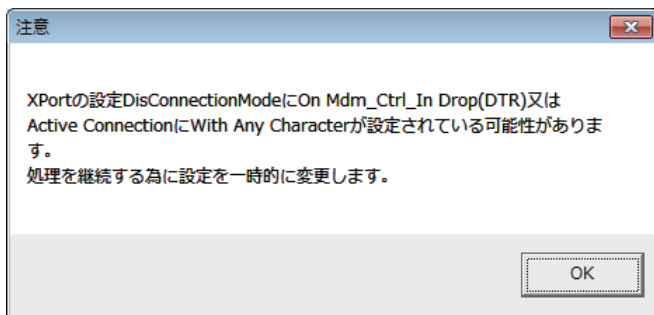 注意
XPortの設定DisConnectionModeにOn Mdm_Ctrl_In Drop(DTR)又は
Active ConnectionにWith Any Characterが設定されている可能性がありま
す。
処理を継続する為に設定を一時的に変更します。
OK